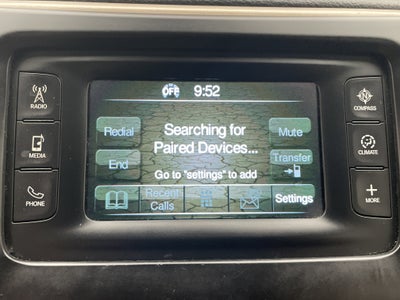 OFF 9:52
RADIO
MEDIA
PHONE
Redial
End
Searching for
Paired Devices...
Go to "settings" to add
Mute
Transfer
Recent
Calls
Settings
N
COMPASS
CLIMATE
+
MORE